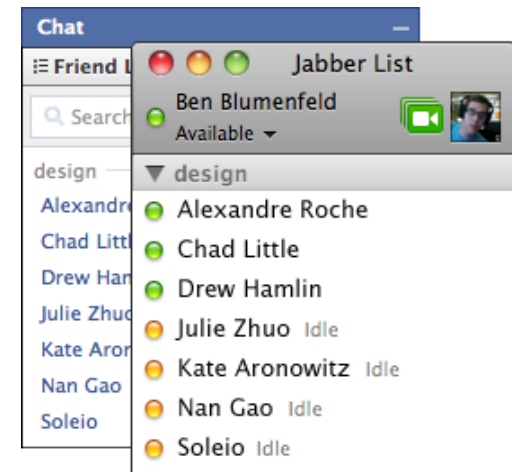 Chat
Friend L
Search
design
Alexandre
Chad Littl
Drew Ham
Julie Zhuo
Kate Aron
Nan Gao
Soleio
Jabber List
Ben Blumenfeld
Available
design
Alexandre Roche
Chad Little
Drew Hamlin
Julie Zhuo Idle
Kate Aronowitz Idle
Nan Gao Idle
Soleio Idle